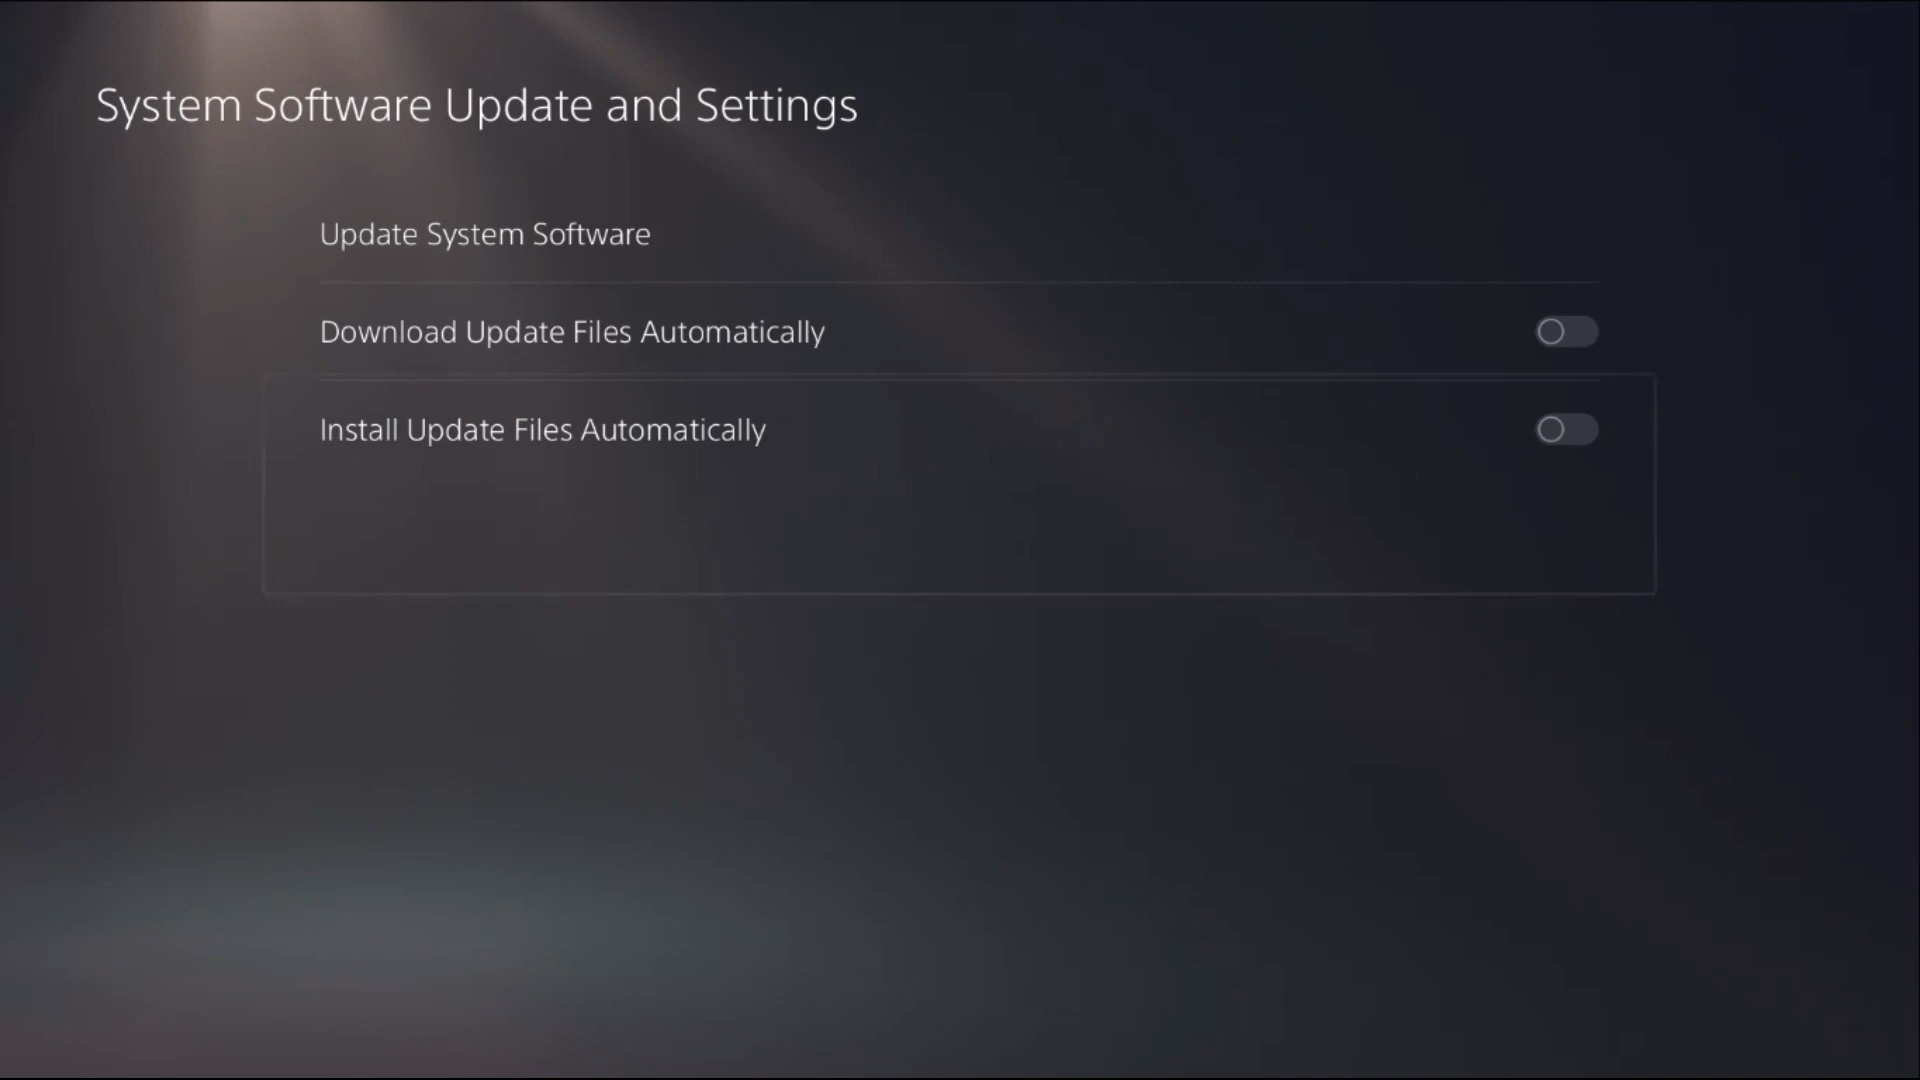 System Software Update and Settings
Update System Software
Download Update Files Automatically
Install Update Files Automatically